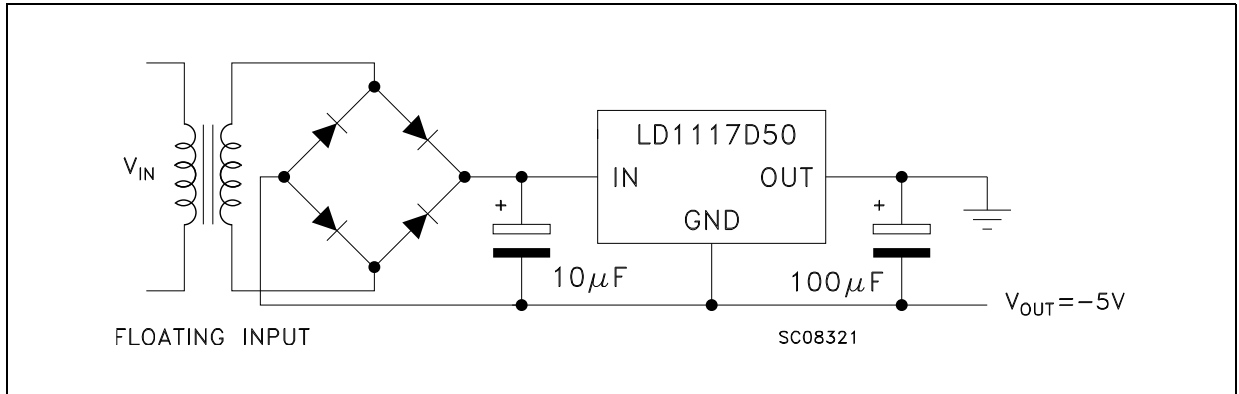 LD1117D50
V_IN
IN
OUT
+
+
GND
10μF
100μF
V_OUT=−5V
FLOATING INPUT
SC08321